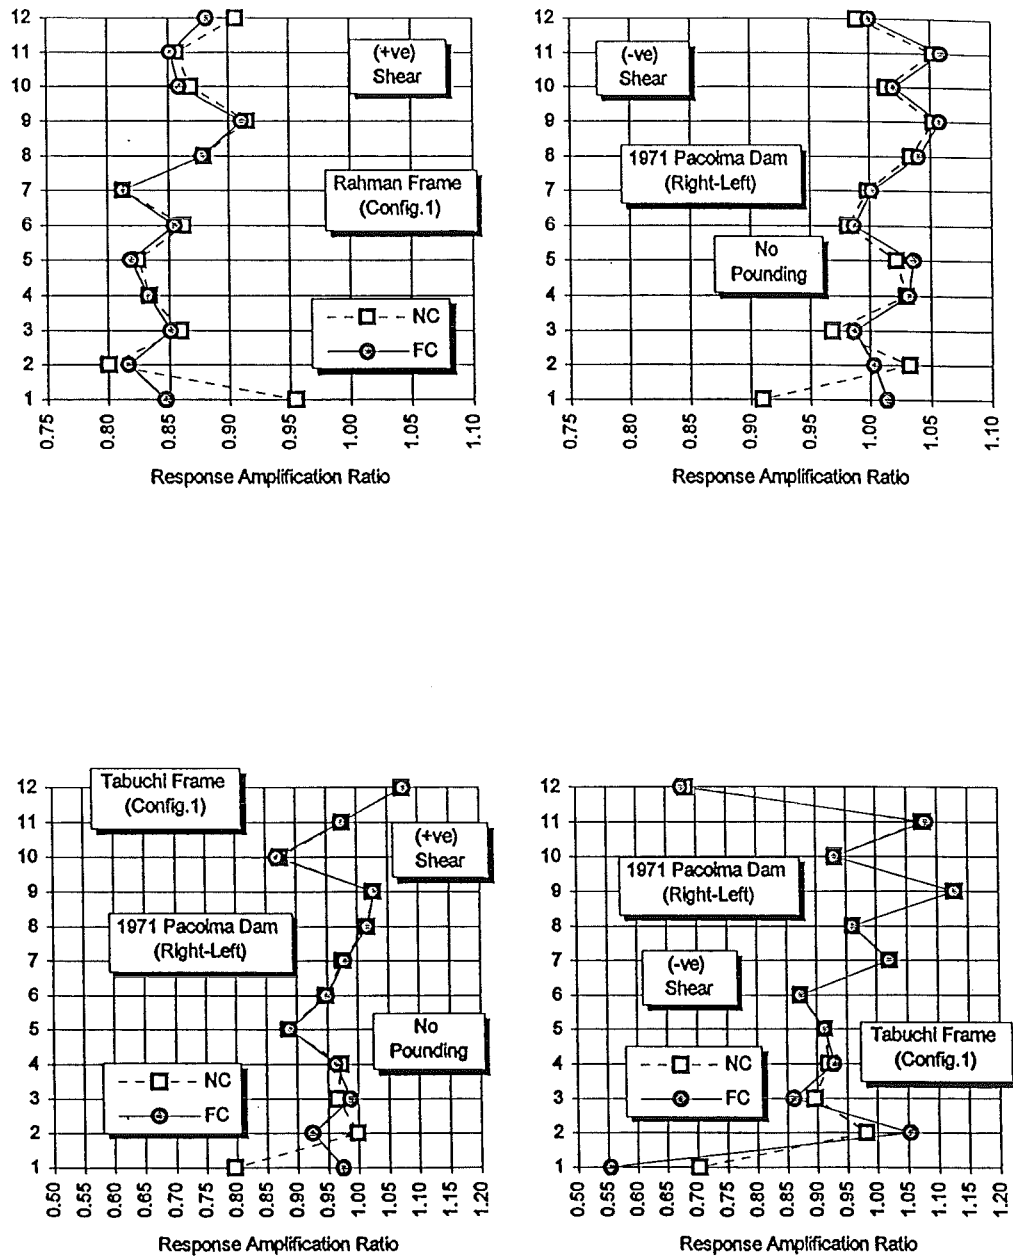 12
11
10
9
8
7
6
5
4
3
2
1
(+ve)
Shear
Rahman Frame
(Config.1)
NC
FC
0.75
0.80
0.85
0.90
0.95
1.00
1.05
1.10
Response Amplification Ratio
12
11
10
9
8
7
6
5
4
3
2
1
(-ve)
Shear
1971 Pacoima Dam
(Right-Left)
No
Pounding
0.75
0.80
0.85
0.90
0.95
1.00
1.05
1.10
Response Amplification Ratio
12
11
10
9
8
7
6
5
4
3
2
1
Tabuchi Frame
(Config.1)
(+ve)
Shear
1971 Pacoima Dam
(Right-Left)
No
Pounding
NC
FC
0.50
0.55
0.60
0.65
0.70
0.75
0.80
0.85
0.90
0.95
1.00
1.05
1.10
1.15
1.20
Response Amplification Ratio
12
11
10
9
8
7
6
5
4
3
2
1
1971 Pacoima Dam
(Right-Left)
(-ve)
Shear
Tabuchi Frame
(Config.1)
NC
FC
0.50
0.55
0.60
0.65
0.70
0.75
0.80
0.85
0.90
0.95
1.00
1.05
1.10
1.15
1.20
Response Amplification Ratio